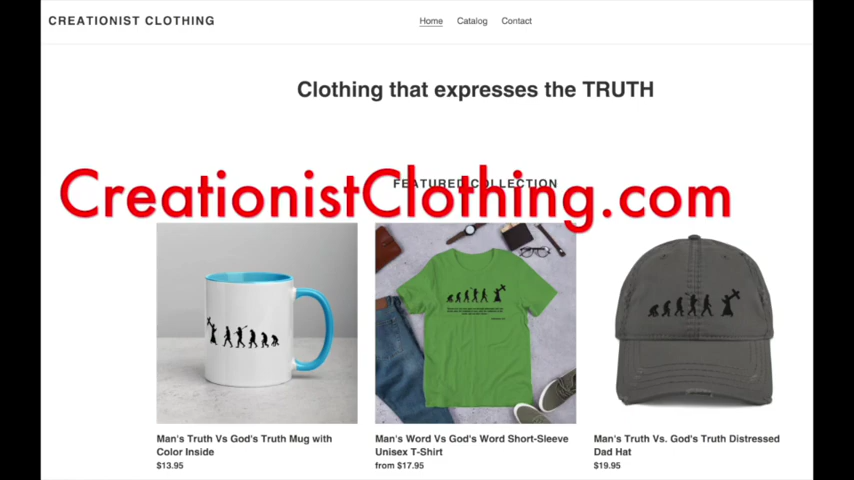 CREATIONIST CLOTHING
Home Catalog Contact
Clothing that expresses the TRUTH
FEATURED COLLECTION
CreationistClothing.com
Man's Truth Vs God's Truth Mug with
Color Inside
$13.95
Man's Word Vs God's Word Short-Sleeve
Unisex T-Shirt
from $17.95
Man's Truth Vs. God's Truth Distressed
Dad Hat
$19.95